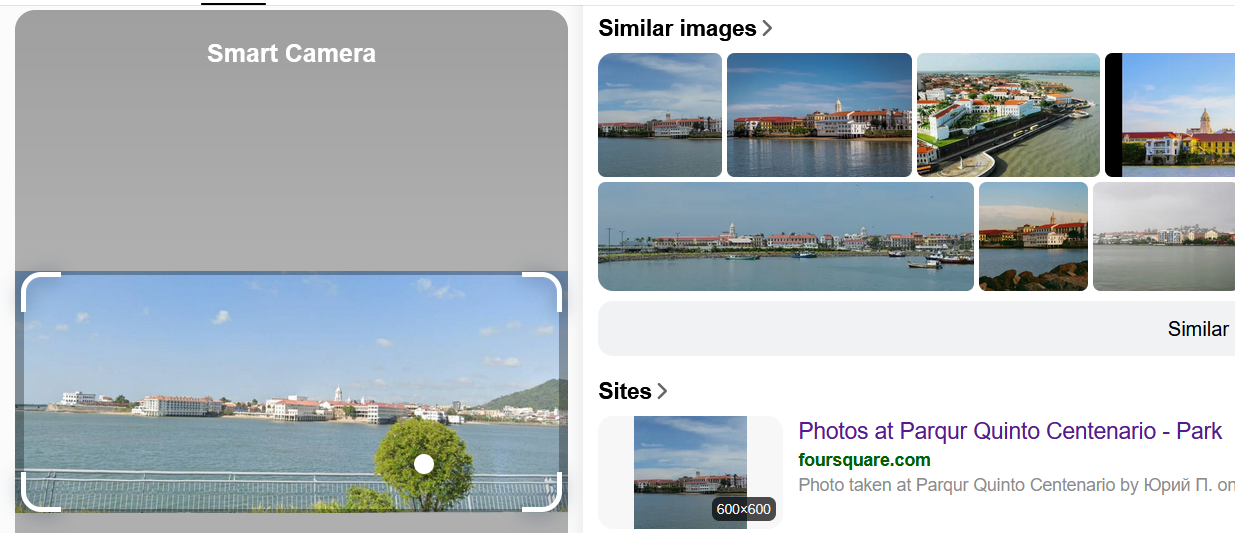 Smart Camera
Similar images
Similar
Sites
600×600
Photos at Parqur Quinto Centenario - Park
foursquare.com
Photo taken at Parqur Quinto Centenario by Юрий П. on